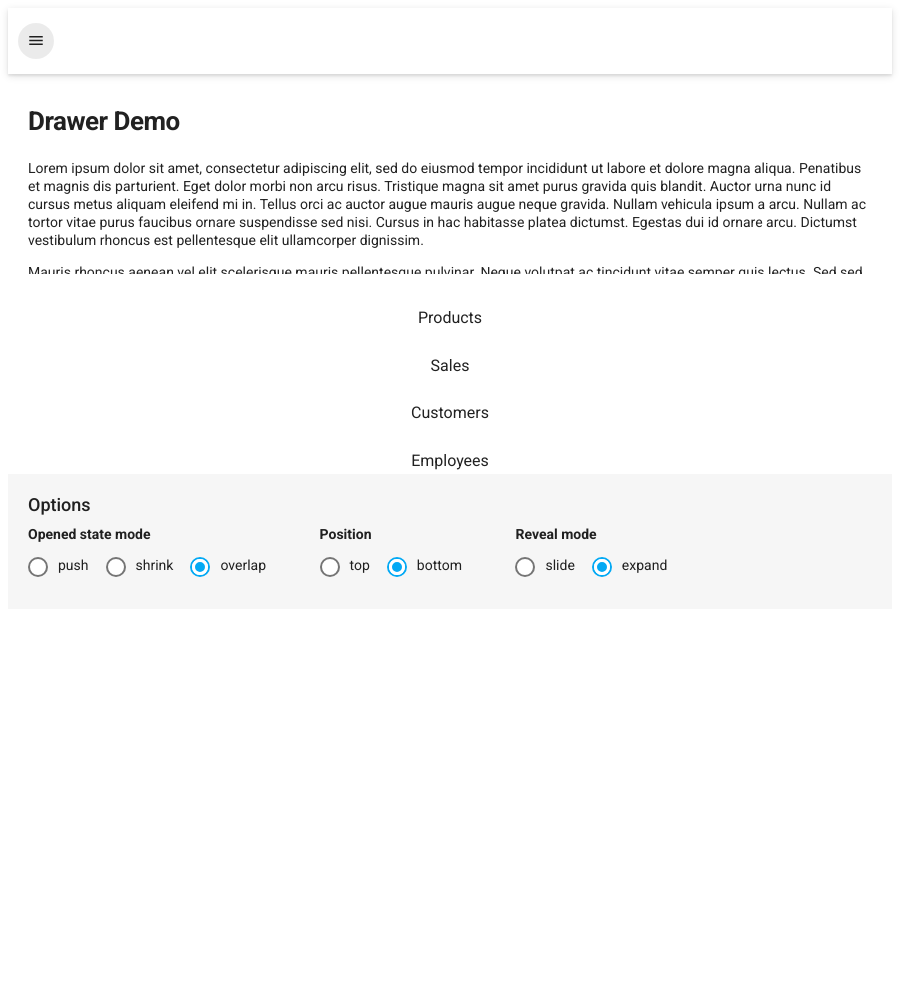 Drawer Demo
Lorem ipsum dolor sit amet, consectetur adipiscing elit, sed do eiusmod tempor incididunt ut labore et dolore magna aliqua. Penatibus
et magnis dis parturient. Eget dolor morbi non arcu risus. Tristique magna sit amet purus gravida quis blandit. Auctor urna nunc id
cursus metus aliquam eleifend mi in. Tellus orci ac auctor augue mauris augue neque gravida. Nullam vehicula ipsum a arcu. Nullam ac
tortor vitae purus faucibus ornare suspendisse sed nisi. Cursus in hac habitasse platea dictumst. Egestas dui id ornare arcu. Dictumst
vestibulum rhoncus est pellentesque elit ullamcorper dignissim.
Mauris rhoncus aenean vel elit scelerisque mauris pellentesque pulvinar. Neque volutpat ac tincidunt vitae semper quis lectus. Sed sed
Products
Sales
Customers
Employees
Options
Opened state mode Position Reveal mode
push shrink overlap top bottom slide expand